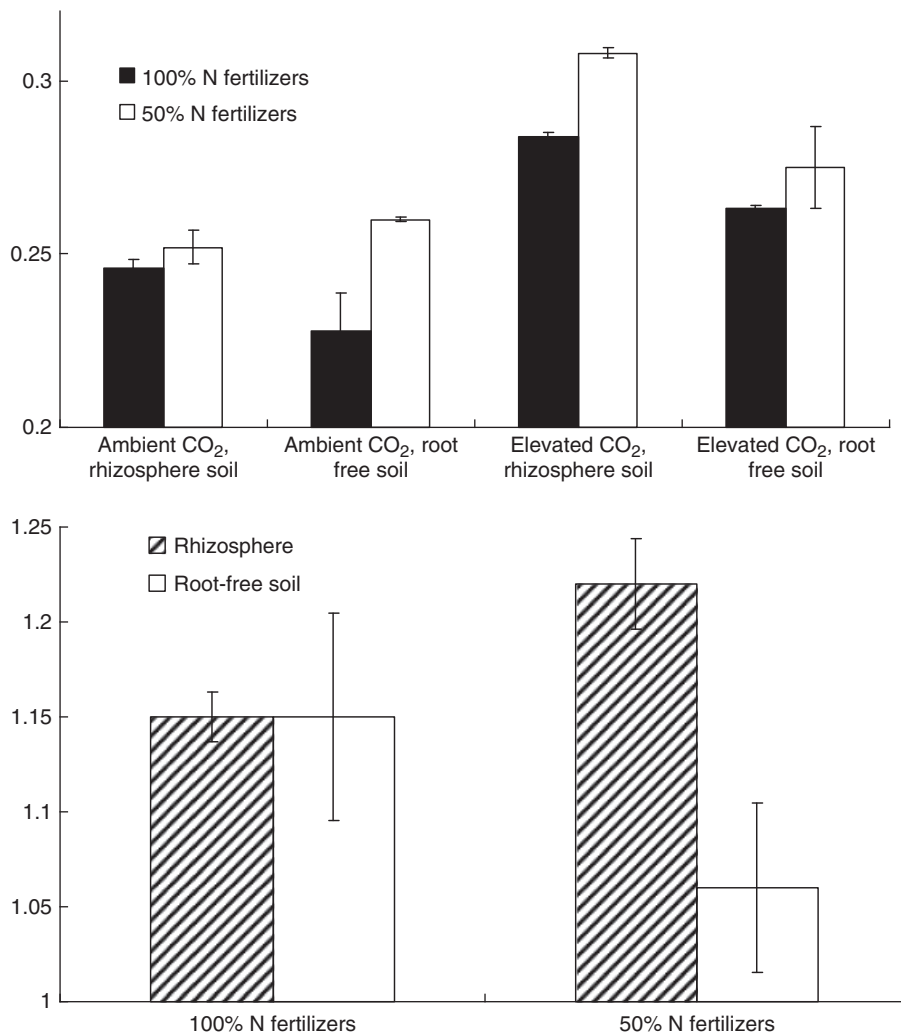 0.3
0.25
0.2
100% N fertilizers
50% N fertilizers
Ambient CO₂,
rhizosphere soil
Ambient CO₂, root
free soil
Elevated CO₂,
rhizosphere soil
Elevated CO₂, root
free soil
1.25
1.2
1.15
1.1
1.05
1
Rhizosphere
Root-free soil
100% N fertilizers
50% N fertilizers